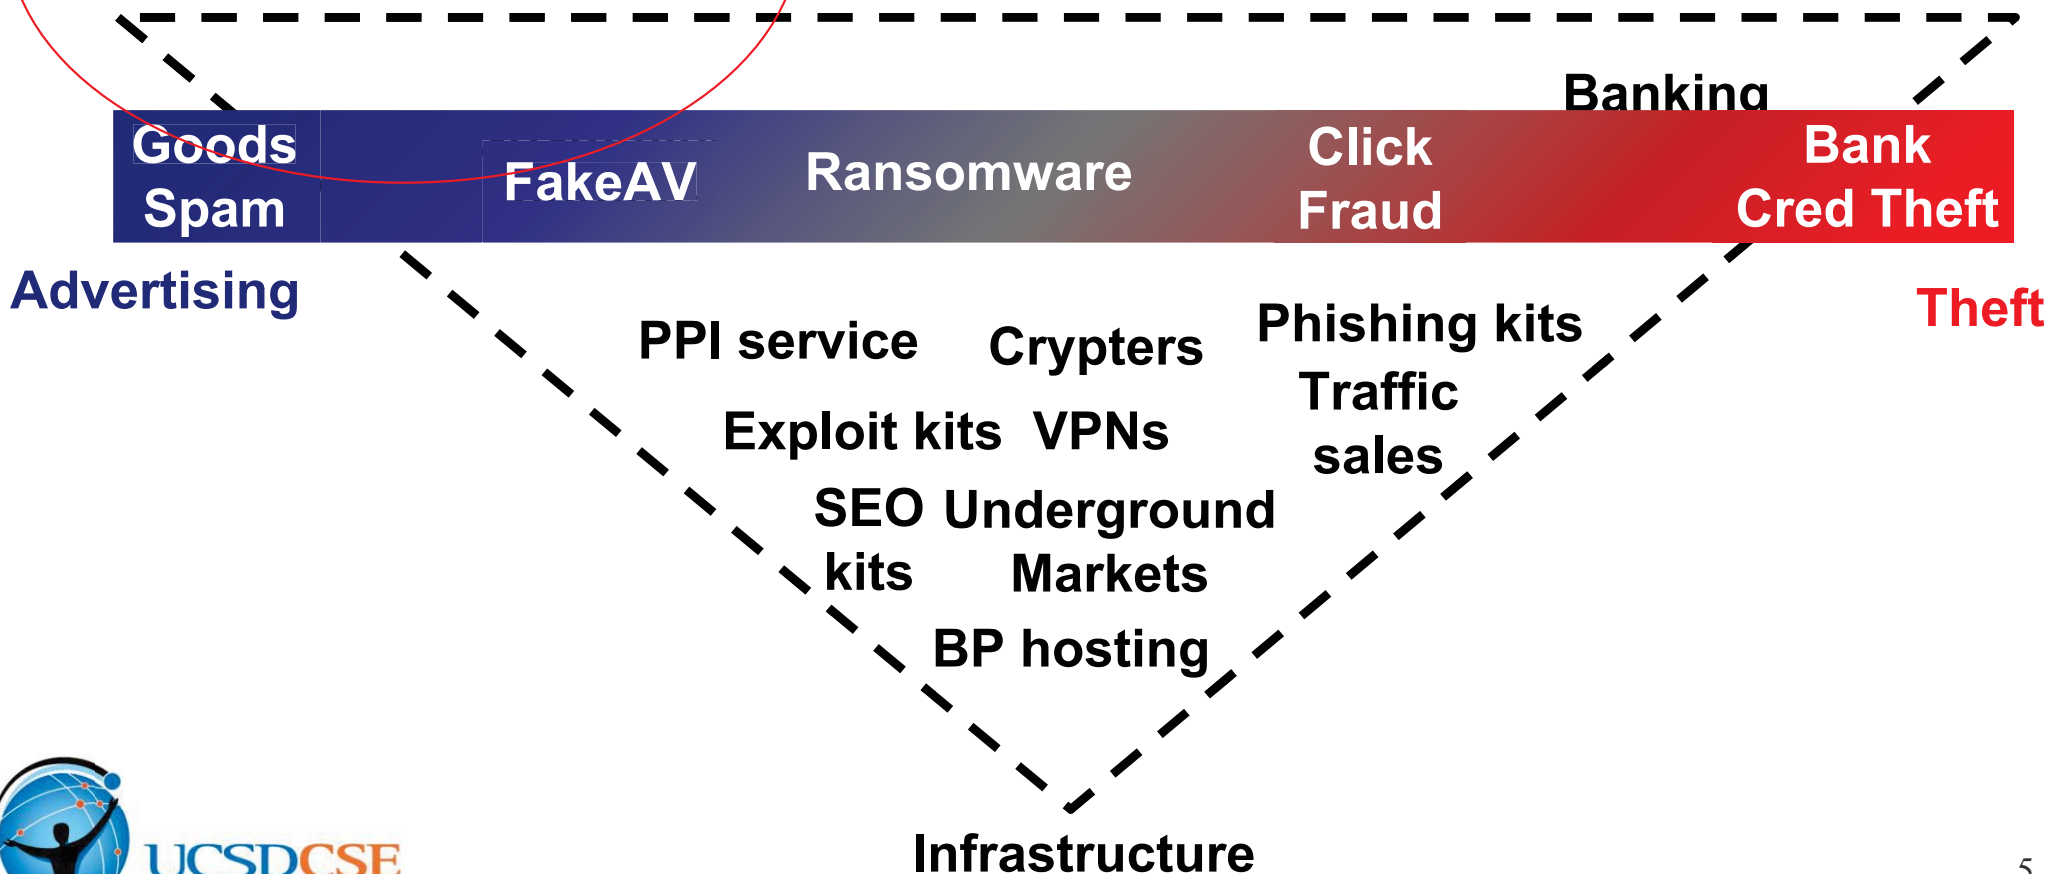 Banking
Goods
Spam
FakeAV
Ransomware
Click
Fraud
Bank
Cred Theft
Advertising
Theft
PPI service
Crypters
Phishing kits
Traffic
sales
Exploit kits
VPNs
SEO
kits
Underground
Markets
BP hosting
Infrastructure
UCSDCSE
5